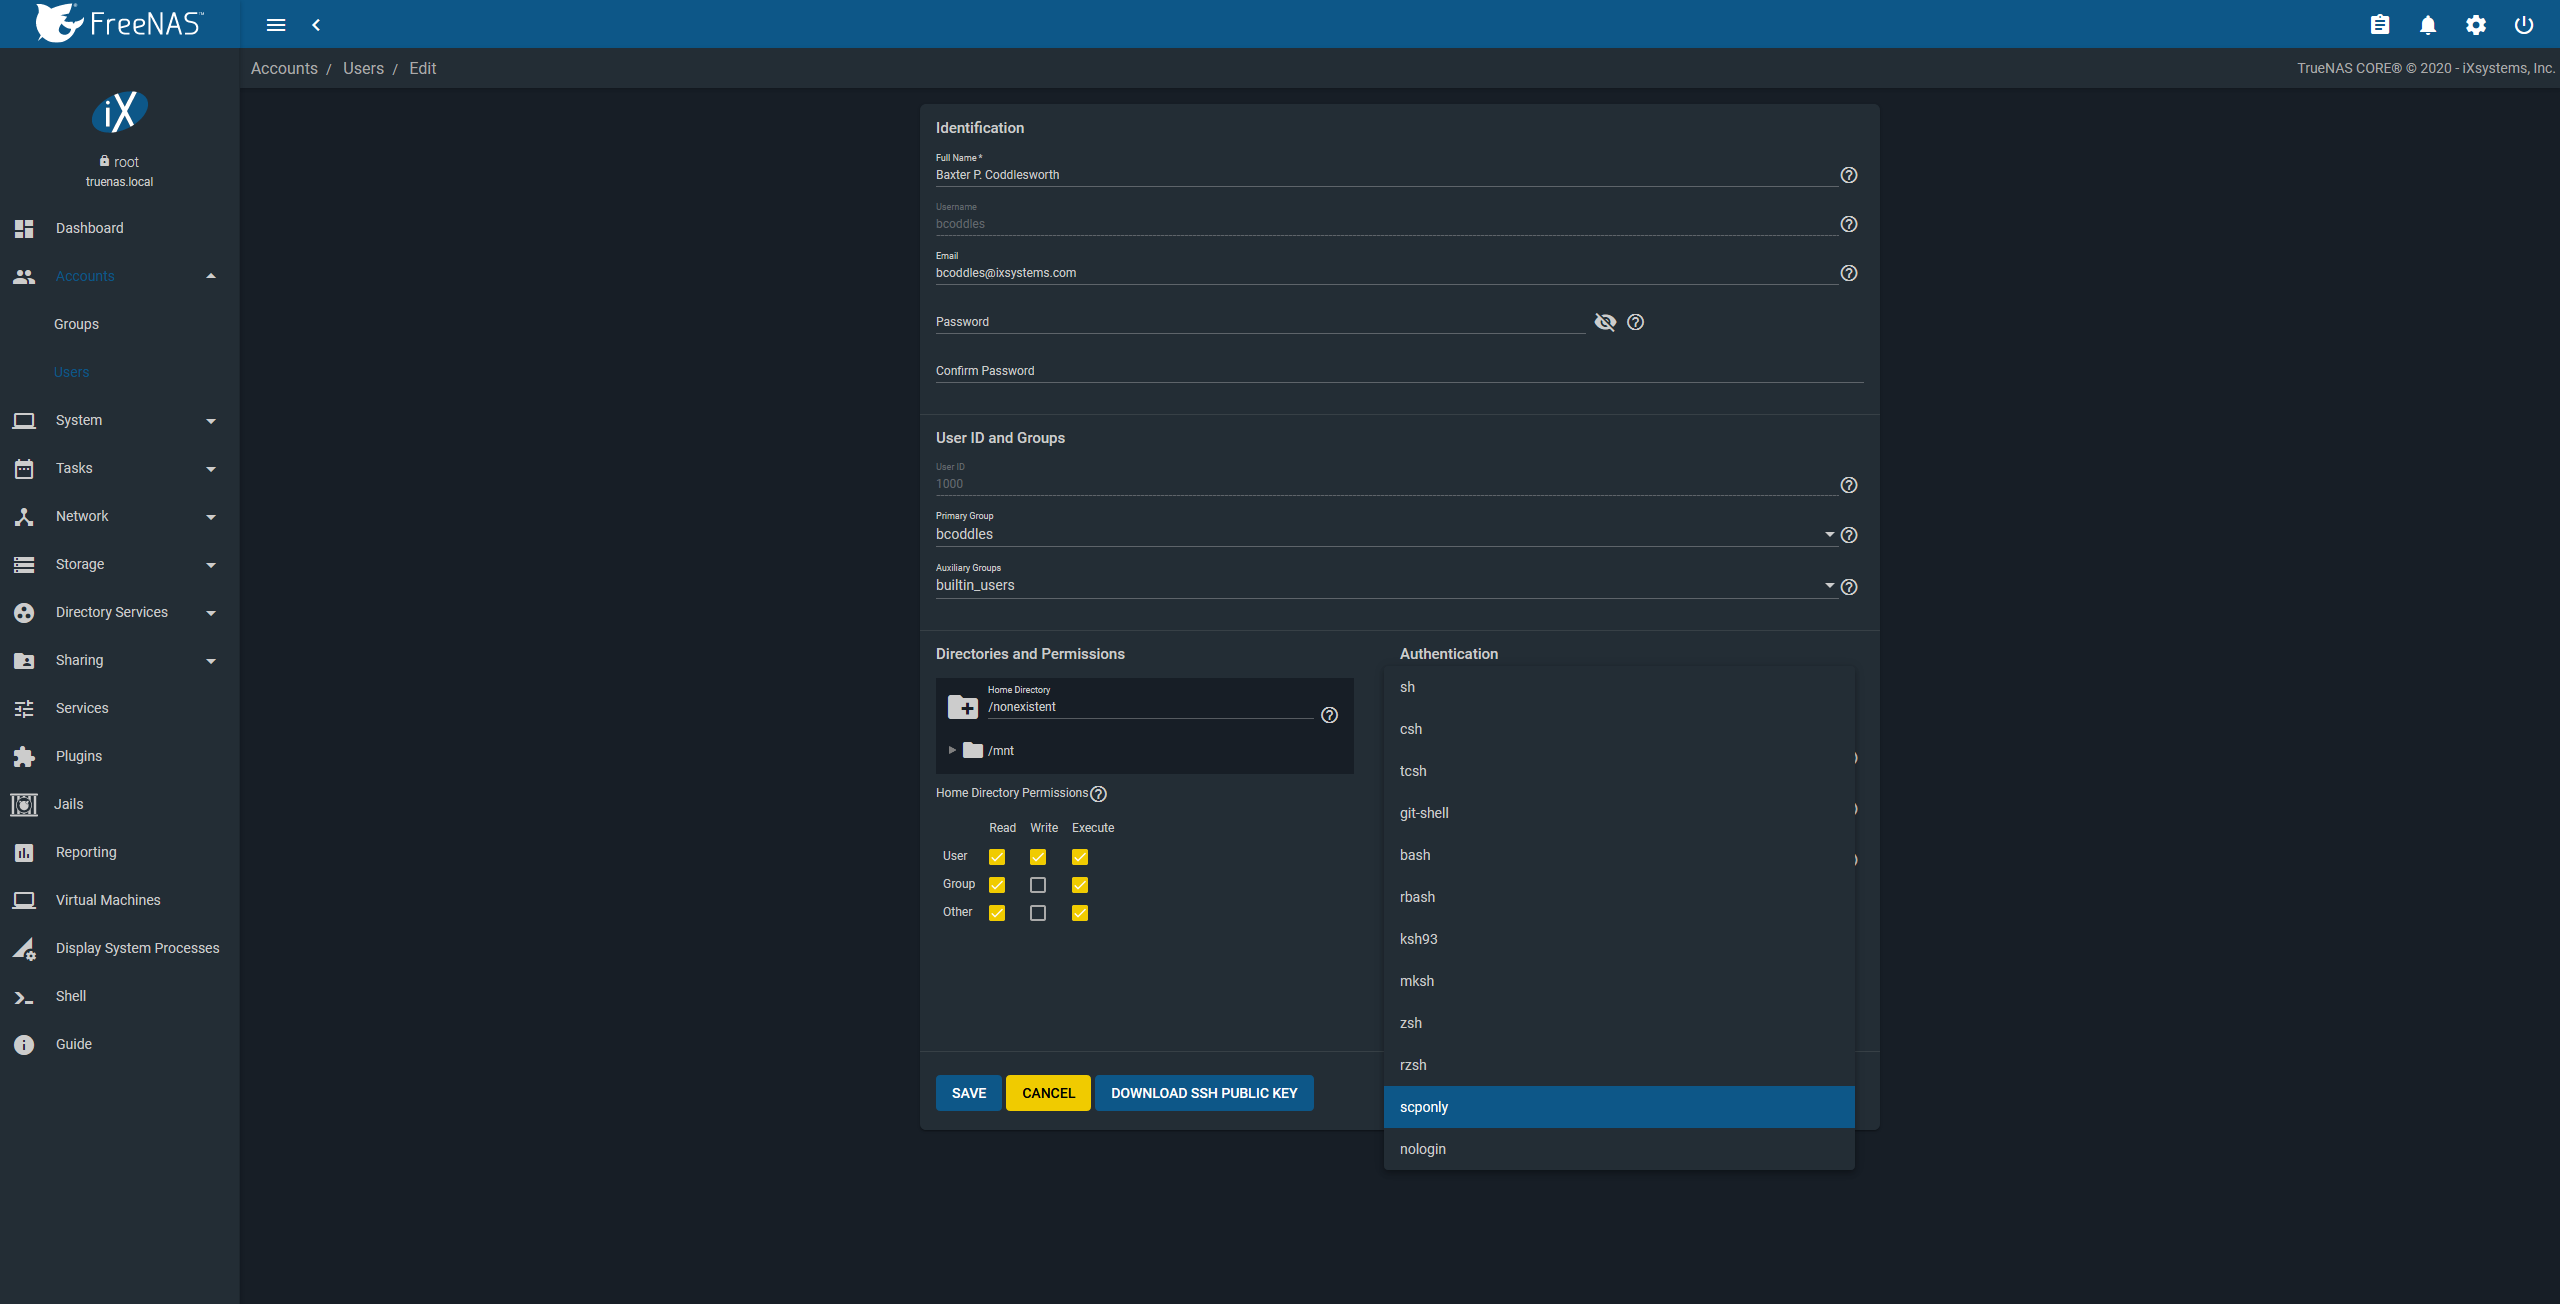 FreeNAS™
Accounts / Users / Edit
TrueNAS CORE® © 2020 - iXsystems, Inc.
iX
root
truenas.local
Dashboard
Accounts
Groups
Users
System
Tasks
Network
Storage
Directory Services
Sharing
Services
Plugins
Jails
Reporting
Virtual Machines
Display System Processes
Shell
Guide
Identification
Full Name *
Baxter P. Coddlesworth
Username
bcoddles
Email
bcoddles@ixsystems.com
Password
Confirm Password
User ID and Groups
User ID
1000
Primary Group
bcoddles
Auxiliary Groups
builtin_users
Directories and Permissions
Home Directory
/nonexistent
/mnt
Home Directory Permissions
Read Write Execute
User
Group
Other
Authentication
sh
csh
tcsh
git-shell
bash
rbash
ksh93
mksh
zsh
rzsh
scponly
nologin
SAVE
CANCEL
DOWNLOAD SSH PUBLIC KEY